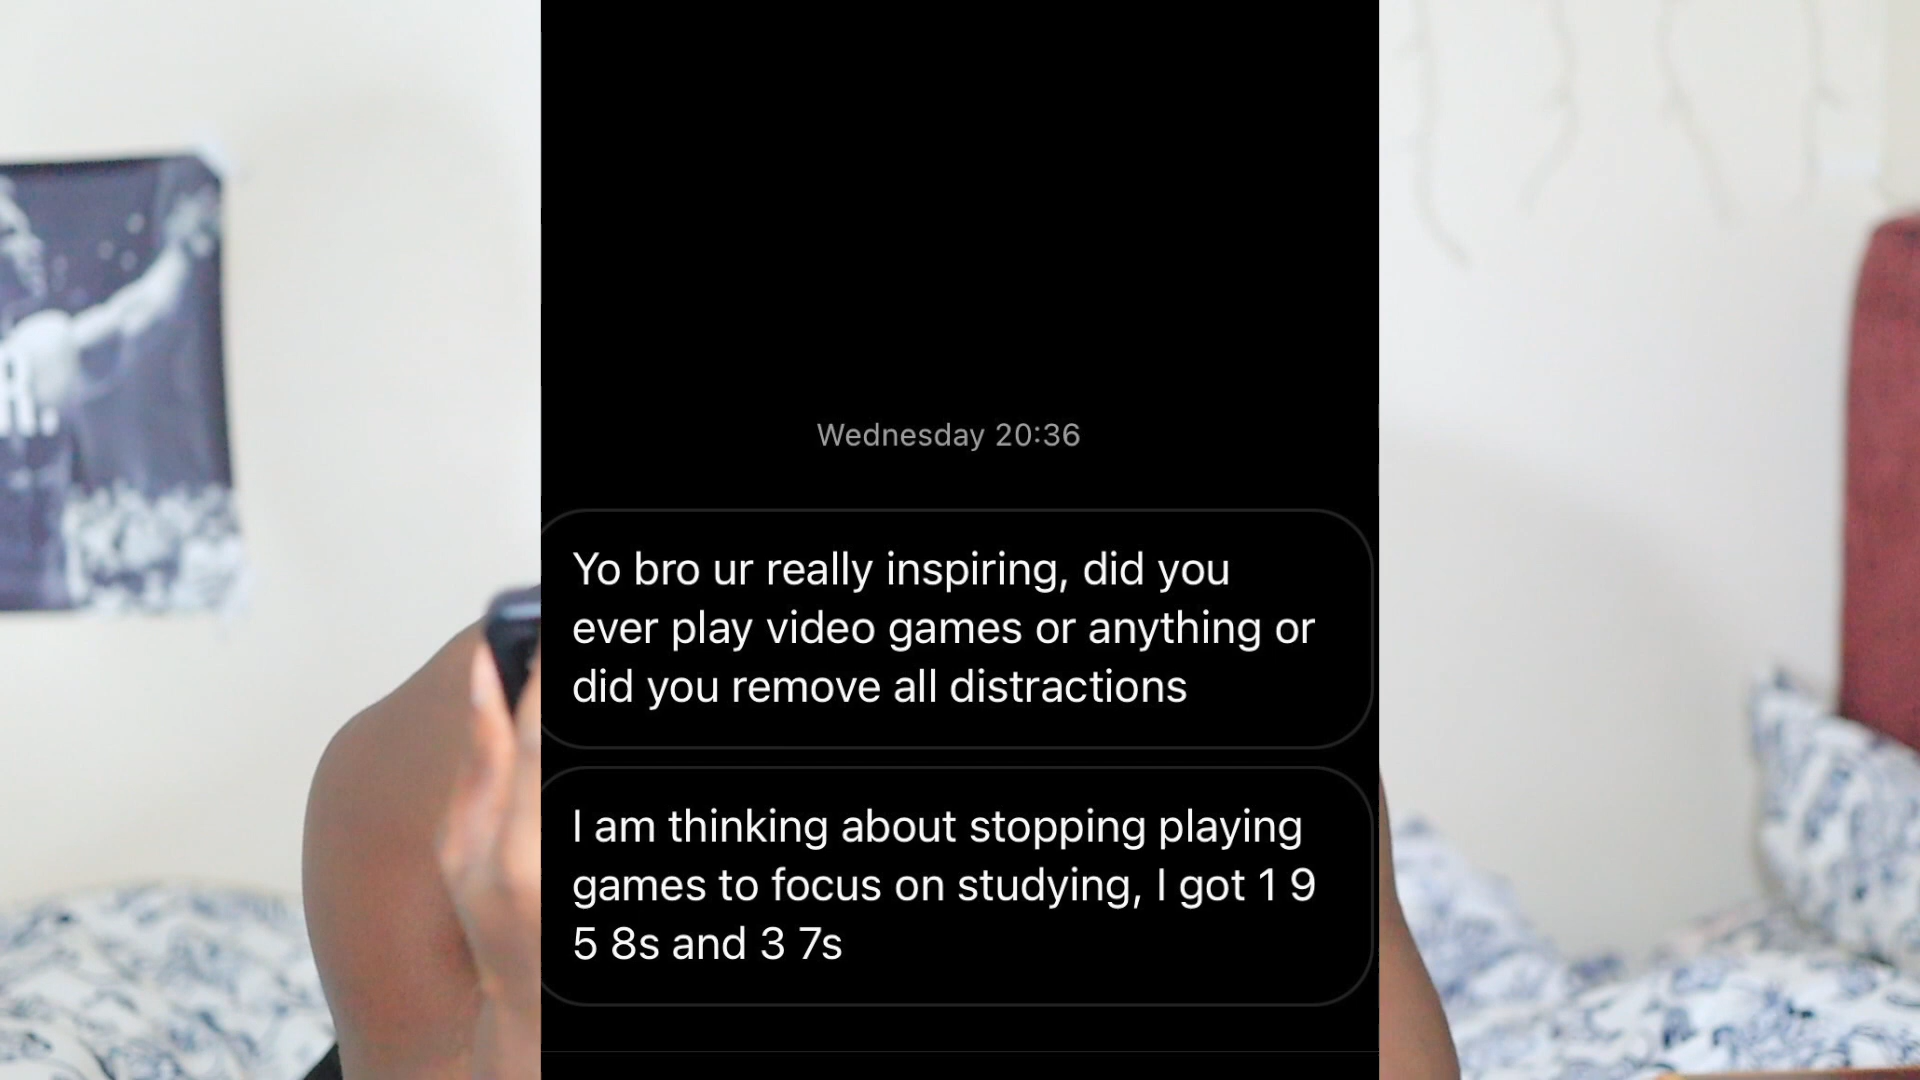 Wednesday 20:36
Yo bro ur really inspiring, did you
ever play video games or anything or
did you remove all distractions
I am thinking about stopping playing
games to focus on studying, I got 1 9
5 8s and 3 7s
R.